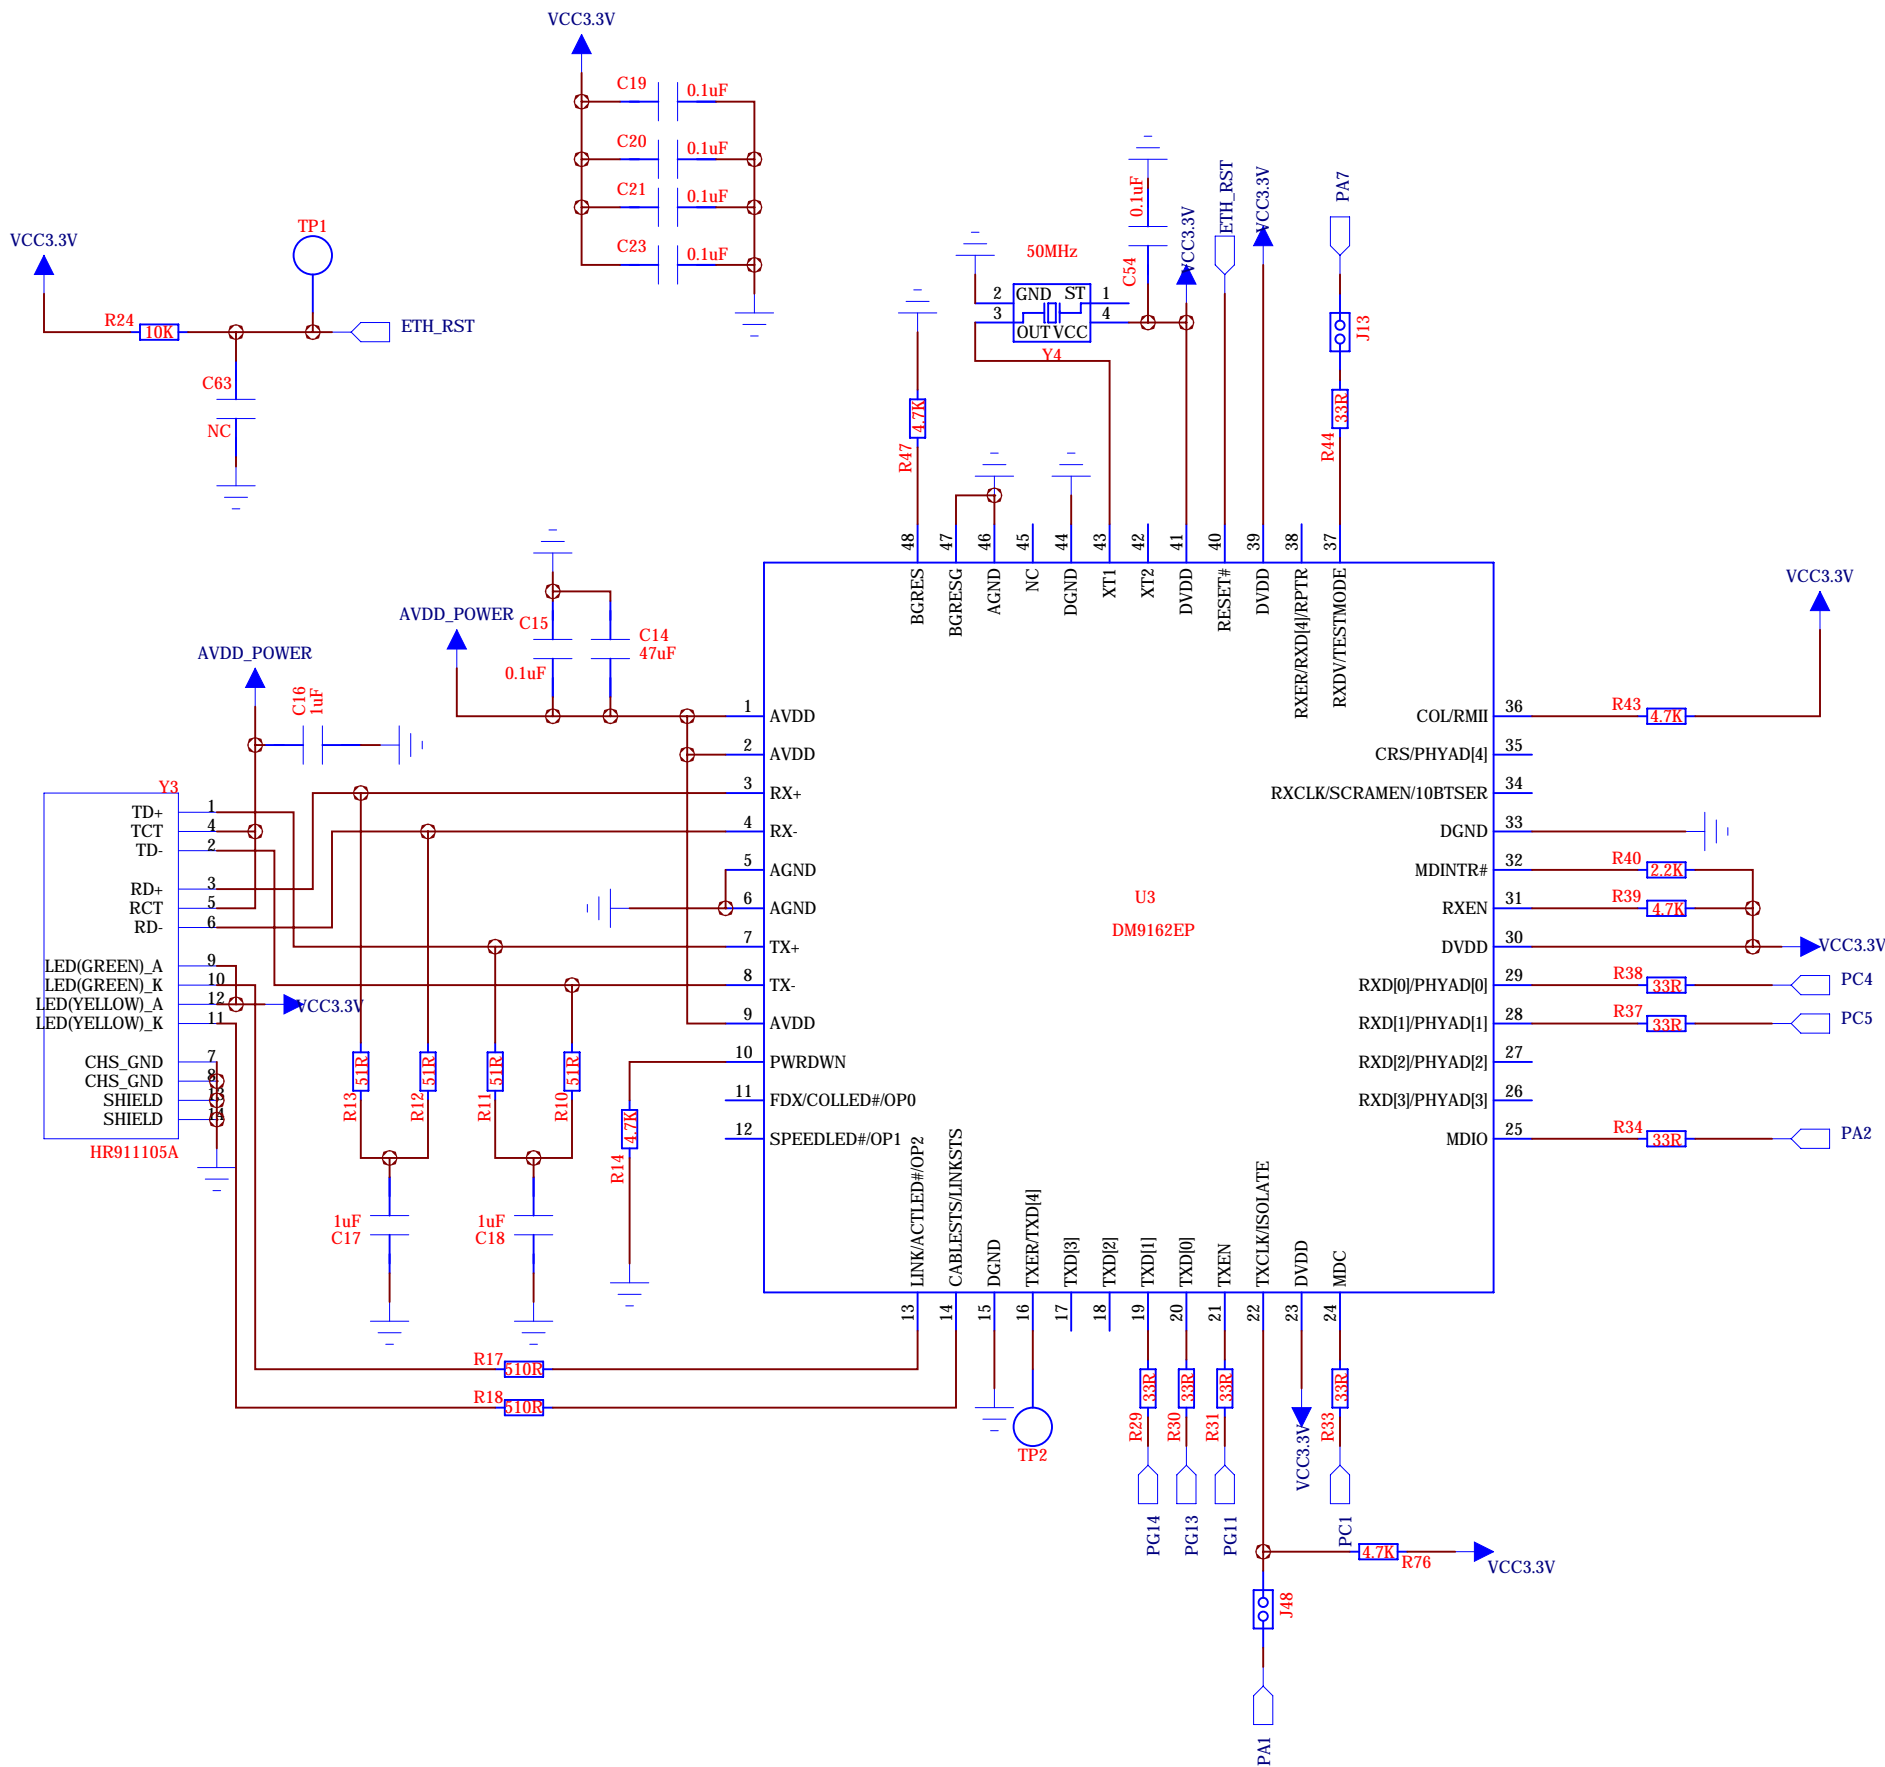 VCC3.3V
C19
0.1uF
C20
0.1uF
C21
0.1uF
C23
0.1uF
VCC3.3V
TP1
R24
10K
ETH_RST
C63
NC
50MHz
2
GND
ST
1
3
OUT
VCC
4
Y4
0.1uF
C54
VCC3.3V
ETH_RST
VCC3.3V
PA7
J13
33R
R44
4.7K
R47
48
47
46
45
44
43
42
41
40
39
38
37
BGRES
BGRESG
AGND
NC
DGND
XT1
XT2
DVDD
RESET#
DVDD
RXER/RXD[4]/RPTR
RXDV/TESTMODE
AVDD_POWER
C15
0.1uF
C14
47uF
AVDD_POWER
C16
1uF
Y3
TD+
1
TCT
4
TD-
2
RD+
3
RCT
5
RD-
6
LED(GREEN)_A
9
LED(GREEN)_K
10
LED(YELLOW)_A
12
LED(YELLOW)_K
11
VCC3.3V
CHS_GND
7
CHS_GND
8
SHIELD
13
SHIELD
14
HR911105A
51R
R13
51R
R12
51R
R11
51R
R10
1uF
C17
1uF
C18
4.7K
R14
1
AVDD
2
AVDD
3
RX+
4
RX-
5
AGND
6
AGND
7
TX+
8
TX-
9
AVDD
10
PWRDWN
11
FDX/COLLED#/OP0
12
SPEEDLED#/OP1
U3
DM9162EP
COL/RMII
36
R43
4.7K
VCC3.3V
CRS/PHYAD[4]
35
RXCLK/SCRAMEN/10BTSER
34
DGND
33
MDINTR#
32
R40
2.2K
RXEN
31
R39
4.7K
DVDD
30
VCC3.3V
RXD[0]/PHYAD[0]
29
R38
33R
PC4
RXD[1]/PHYAD[1]
28
R37
33R
PC5
RXD[2]/PHYAD[2]
27
RXD[3]/PHYAD[3]
26
MDIO
25
R34
33R
PA2
LINK/ACTLED#/OP2
CABLESTS/LINKSTS
DGND
TXER/TXD[4]
TXD[3]
TXD[2]
TXD[1]
TXD[0]
TXEN
TXCLK/ISOLATE
DVDD
MDC
13
14
15
16
17
18
19
20
21
22
23
24
R17
510R
R18
510R
TP2
33R
R29
33R
R30
33R
R31
33R
R33
PG14
PG13
PG11
VCC3.3V
PC1
4.7K
R76
VCC3.3V
J48
PA1